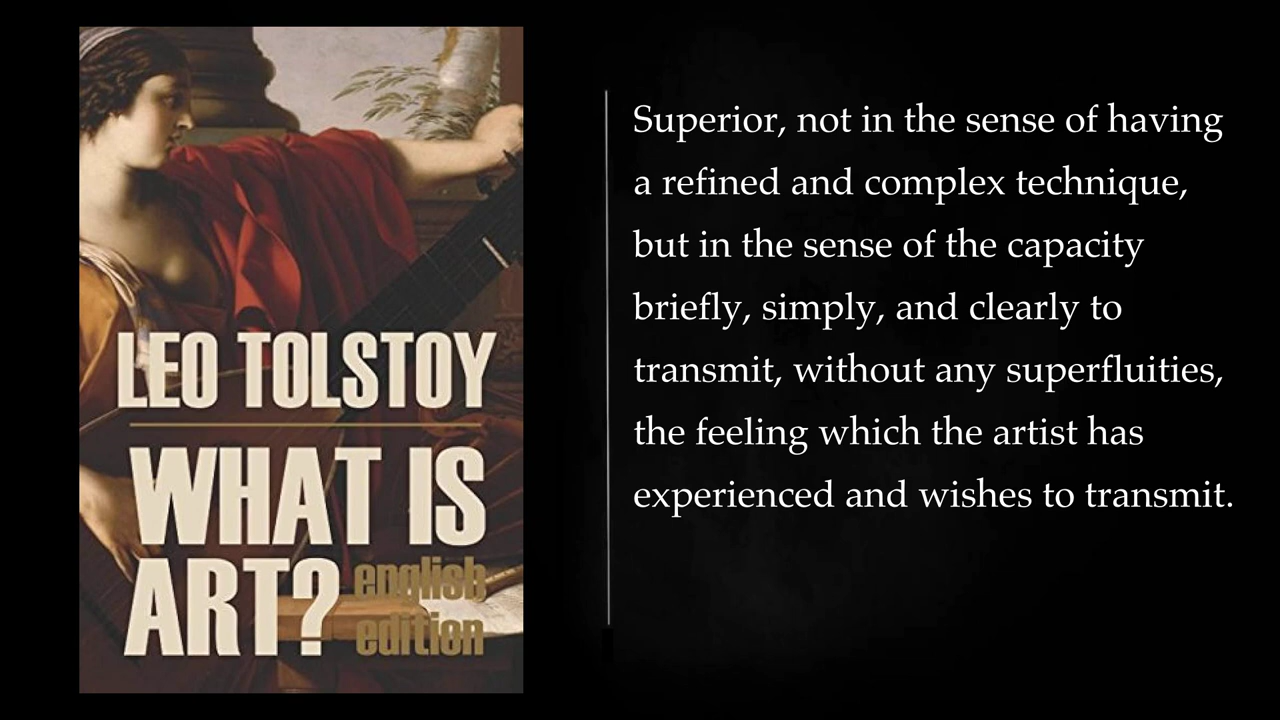 LEO TOLSTOY
WHAT IS
ART?
english
edition
Superior, not in the sense of having
a refined and complex technique,
but in the sense of the capacity
briefly, simply, and clearly to
transmit, without any superfluities,
the feeling which the artist has
experienced and wishes to transmit.